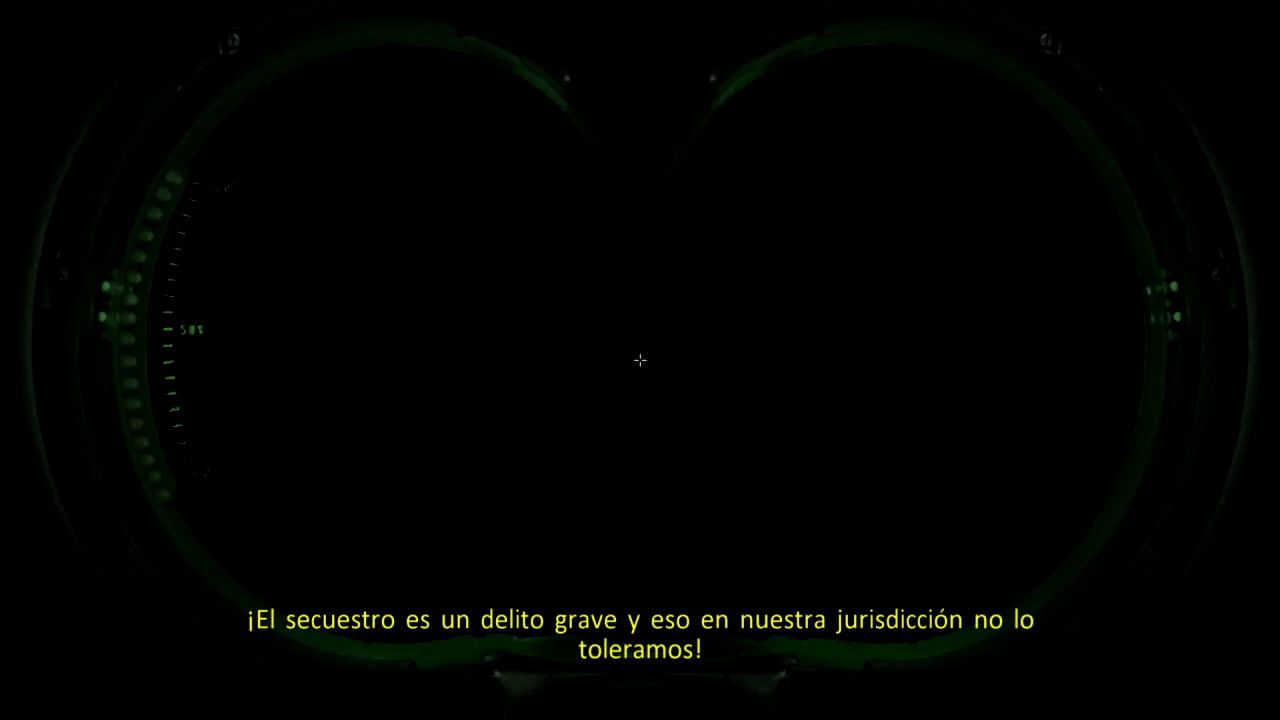 50%
¡El secuestro es un delito grave y eso en nuestra jurisdicción no lo
toleramos!